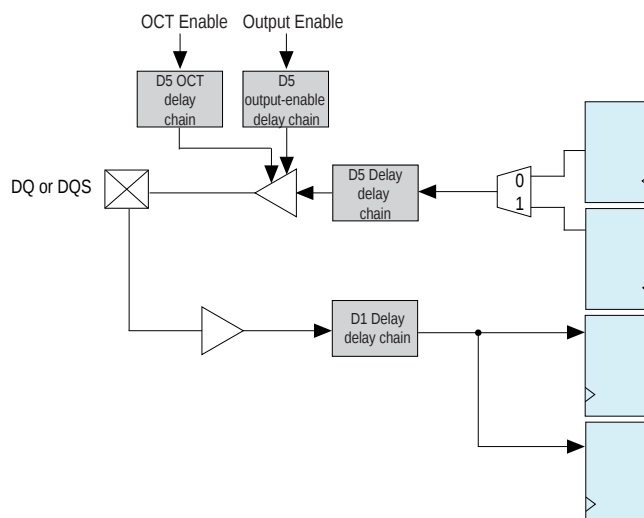 OCT Enable
Output Enable
D5 OCT
delay
chain
D5
output-enable
delay chain
DQ or DQS
D5 Delay
delay
chain
0
1
D1 Delay
delay chain